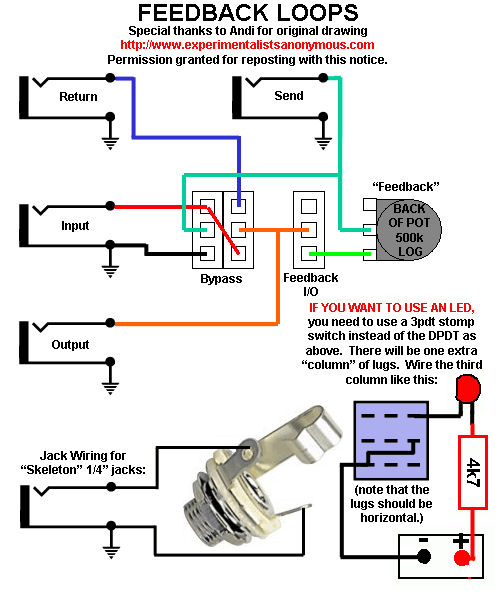 FEEDBACK LOOPS
Special thanks to Andi for original drawing
http://www.experimentalistsanonymous.com
Permission granted for reposting with this notice.
Return
Send
Input
Bypass
Feedback
I/O
"Feedback"
BACK
OF POT
500k
LOG
Output
IF YOU WANT TO USE AN LED,
you need to use a 3pdt stomp
switch instead of the DPDT as
above. There will be one extra
"column" of lugs. Wire the third
column like this:
Jack Wiring for
"Skeleton" 1/4" jacks:
4k7
(note that the
lugs should be
horizontal.)
- +